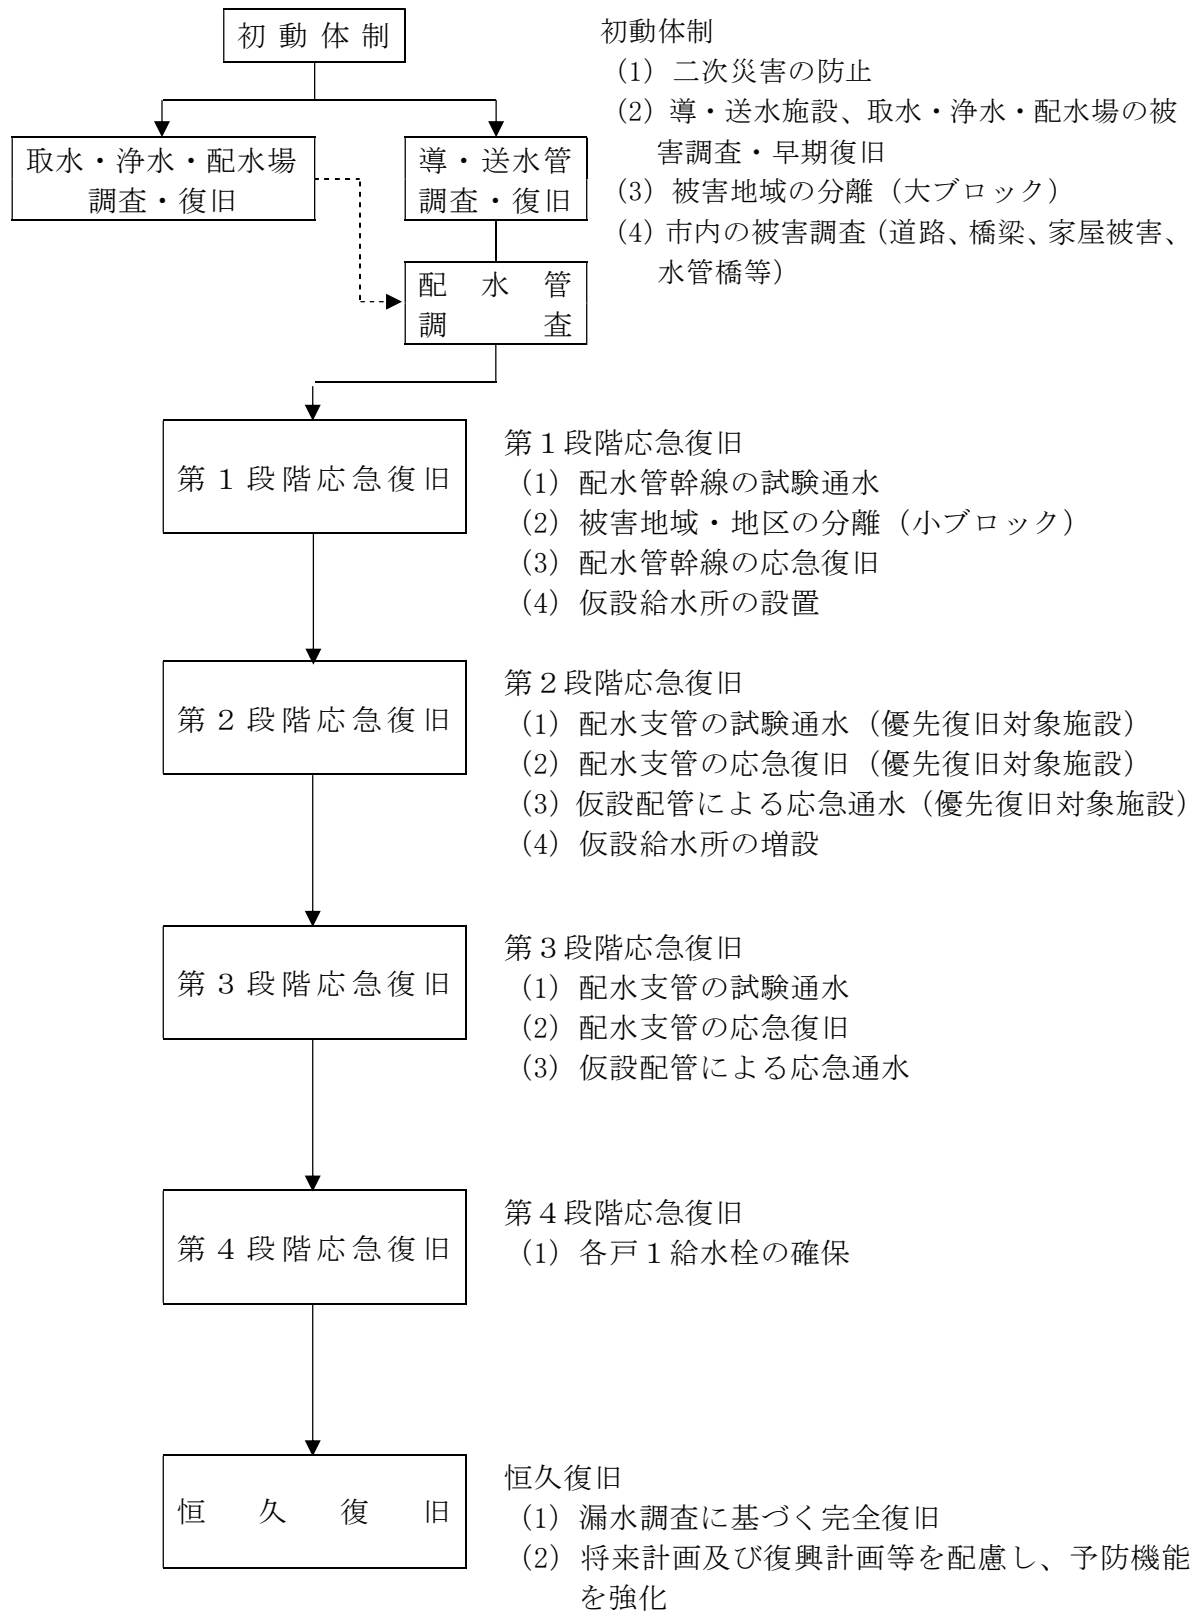 初動体制
初動体制
(1) 二次災害の防止
(2) 導・送水施設、取水・浄水・配水場の被
害調査・早期復旧
(3) 被害地域の分離（大ブロック）
(4) 市内の被害調査（道路、橋梁、家屋被害、
水管橋等）
取水・浄水・配水場
調査・復旧
導・送水管
調査・復旧
配水管
調査
第１段階応急復旧
第１段階応急復旧
(1) 配水管幹線の試験通水
(2) 被害地域・地区の分離（小ブロック）
(3) 配水管幹線の応急復旧
(4) 仮設給水所の設置
第２段階応急復旧
第２段階応急復旧
(1) 配水支管の試験通水（優先復旧対象施設）
(2) 配水支管の応急復旧（優先復旧対象施設）
(3) 仮設配管による応急通水（優先復旧対象施設）
(4) 仮設給水所の増設
第３段階応急復旧
第３段階応急復旧
(1) 配水支管の試験通水
(2) 配水支管の応急復旧
(3) 仮設配管による応急通水
第４段階応急復旧
第４段階応急復旧
(1) 各戸１給水栓の確保
恒久復旧
恒久復旧
(1) 漏水調査に基づく完全復旧
(2) 将来計画及び復興計画等を配慮し、予防機能
を強化